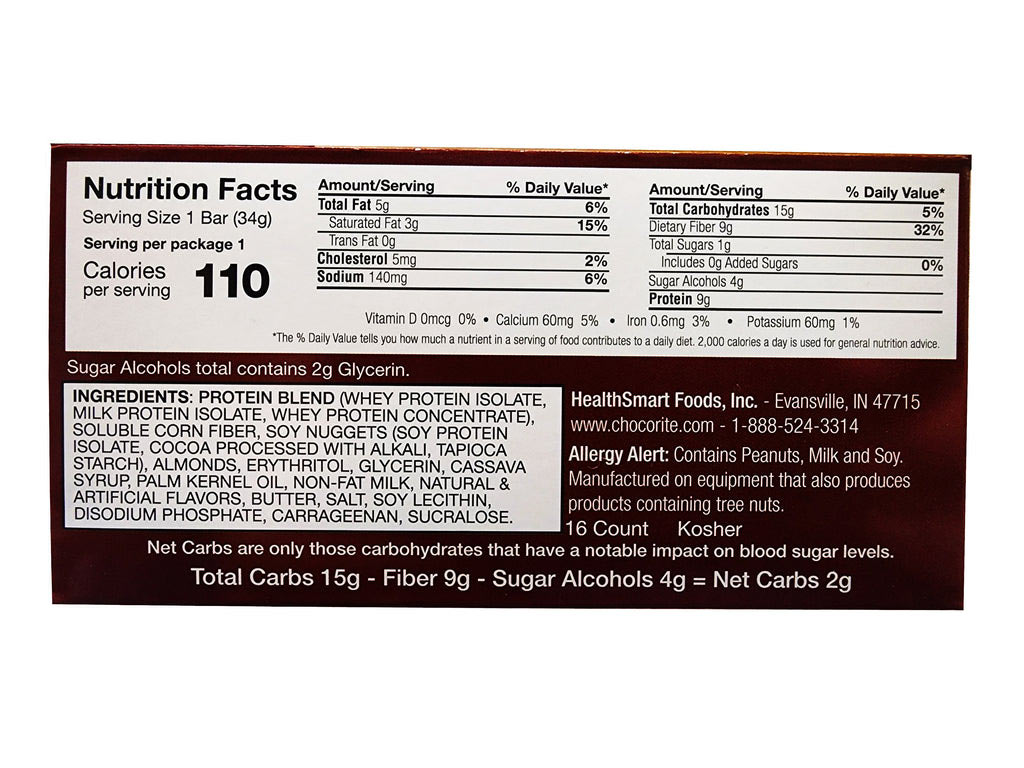 Nutrition Facts
Serving Size 1 Bar (34g)
Serving per package 1
Calories
per serving 110
Amount/Serving % Daily Value*
Total Fat 5g 6%
Saturated Fat 3g 15%
Trans Fat 0g
Cholesterol 5mg 2%
Sodium 140mg 6%
Amount/Serving % Daily Value*
Total Carbohydrates 15g 5%
Dietary Fiber 9g 32%
Total Sugars 1g
Includes 0g Added Sugars 0%
Sugar Alcohols 4g
Protein 9g
Vitamin D 0mcg 0% • Calcium 60mg 5% • Iron 0.6mg 3% • Potassium 60mg 1%
*The % Daily Value tells you how much a nutrient in a serving of food contributes to a daily diet. 2,000 calories a day is used for general nutrition advice.
Sugar Alcohols total contains 2g Glycerin.
INGREDIENTS: PROTEIN BLEND (WHEY PROTEIN ISOLATE,
MILK PROTEIN ISOLATE, WHEY PROTEIN CONCENTRATE),
SOLUBLE CORN FIBER, SOY NUGGETS (SOY PROTEIN
ISOLATE, COCOA PROCESSED WITH ALKALI, TAPIOCA
STARCH), ALMONDS, ERYTHRITOL, GLYCERIN, CASSAVA
SYRUP, PALM KERNEL OIL, NON-FAT MILK, NATURAL &
ARTIFICIAL FLAVORS, BUTTER, SALT, SOY LECITHIN,
DISODIUM PHOSPHATE, CARRAGEENAN, SUCRALOSE.
HealthSmart Foods, Inc. - Evansville, IN 47715
www.chocorite.com - 1-888-524-3314
Allergy Alert: Contains Peanuts, Milk and Soy.
Manufactured on equipment that also produces
products containing tree nuts.
16 Count Kosher
Net Carbs are only those carbohydrates that have a notable impact on blood sugar levels.
Total Carbs 15g - Fiber 9g - Sugar Alcohols 4g = Net Carbs 2g